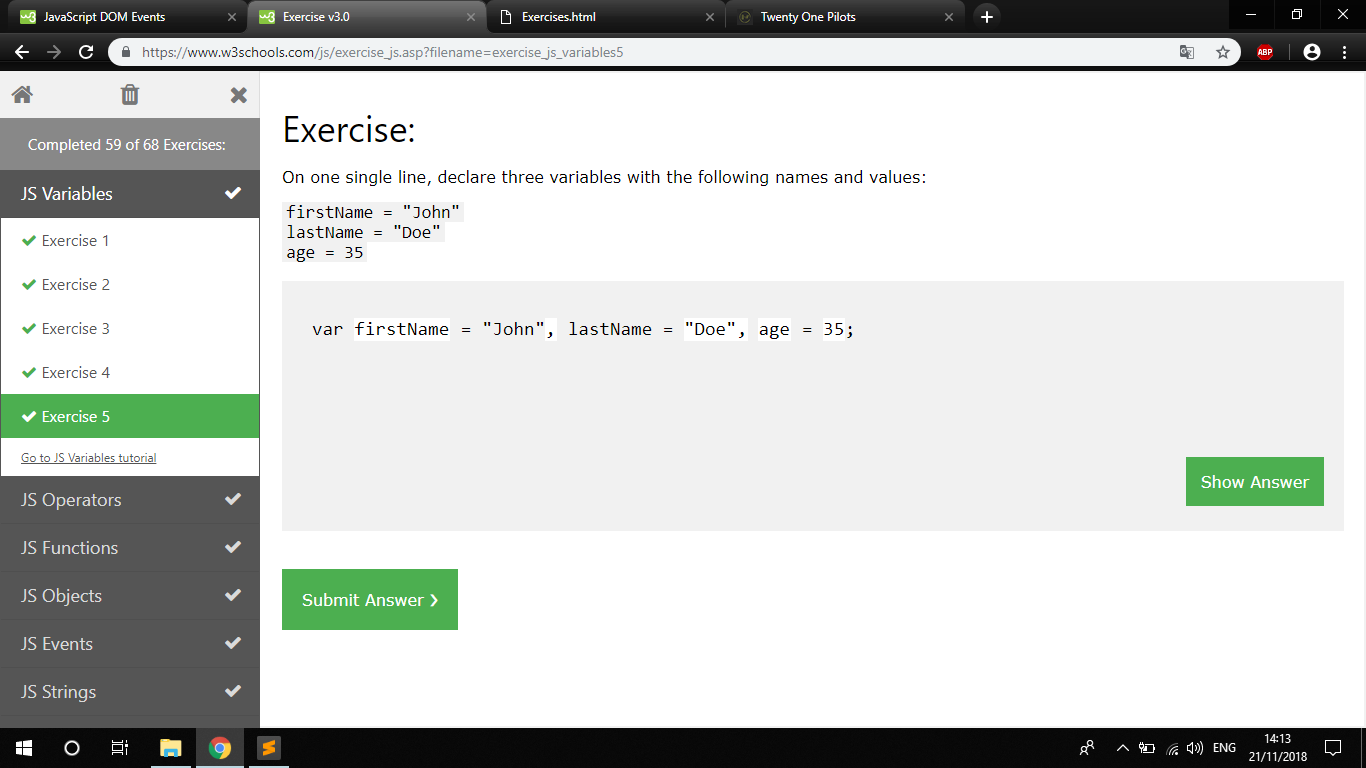 JavaScript DOM Events
Exercise v3.0
Exercises.html
Twenty One Pilots
https://www.w3schools.com/js/exercise_js.asp?filename=exercise_js_variables5
ABP
Completed 59 of 68 Exercises:
JS Variables
Exercise 1
Exercise 2
Exercise 3
Exercise 4
Exercise 5
Go to JS Variables tutorial
JS Operators
JS Functions
JS Objects
JS Events
JS Strings
Exercise:
On one single line, declare three variables with the following names and values:
firstName = "John"
lastName = "Doe"
age = 35
var firstName = "John", lastName = "Doe", age = 35;
Show Answer
Submit Answer ❯
ENG
14:13
21/11/2018